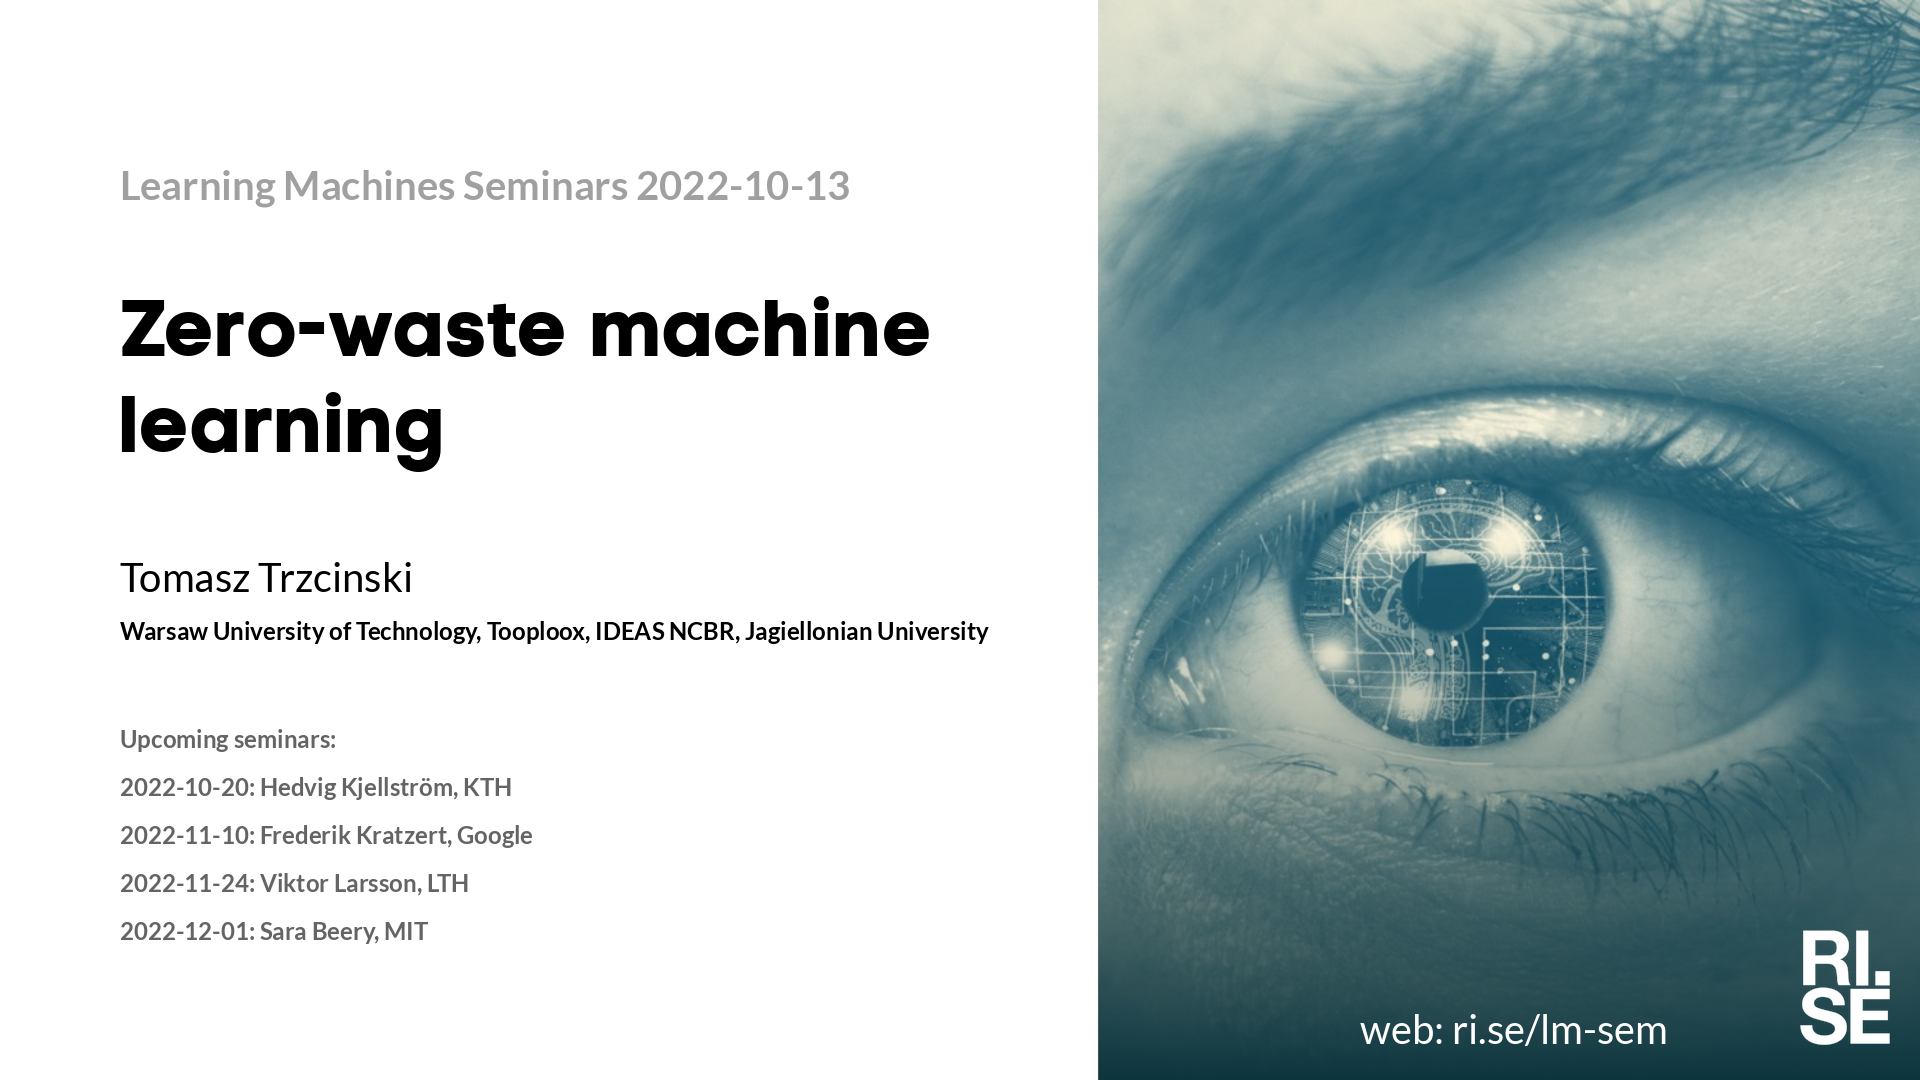 Learning Machines Seminars 2022-10-13
Zero-waste machine
learning
Tomasz Trzcinski
Warsaw University of Technology, Tooploox, IDEAS NCBR, Jagiellonian University
Upcoming seminars:
2022-10-20: Hedvig Kjellström, KTH
2022-11-10: Frederik Kratzert, Google
2022-11-24: Viktor Larsson, LTH
2022-12-01: Sara Beery, MIT
web: ri.se/lm-sem
RI.
SE